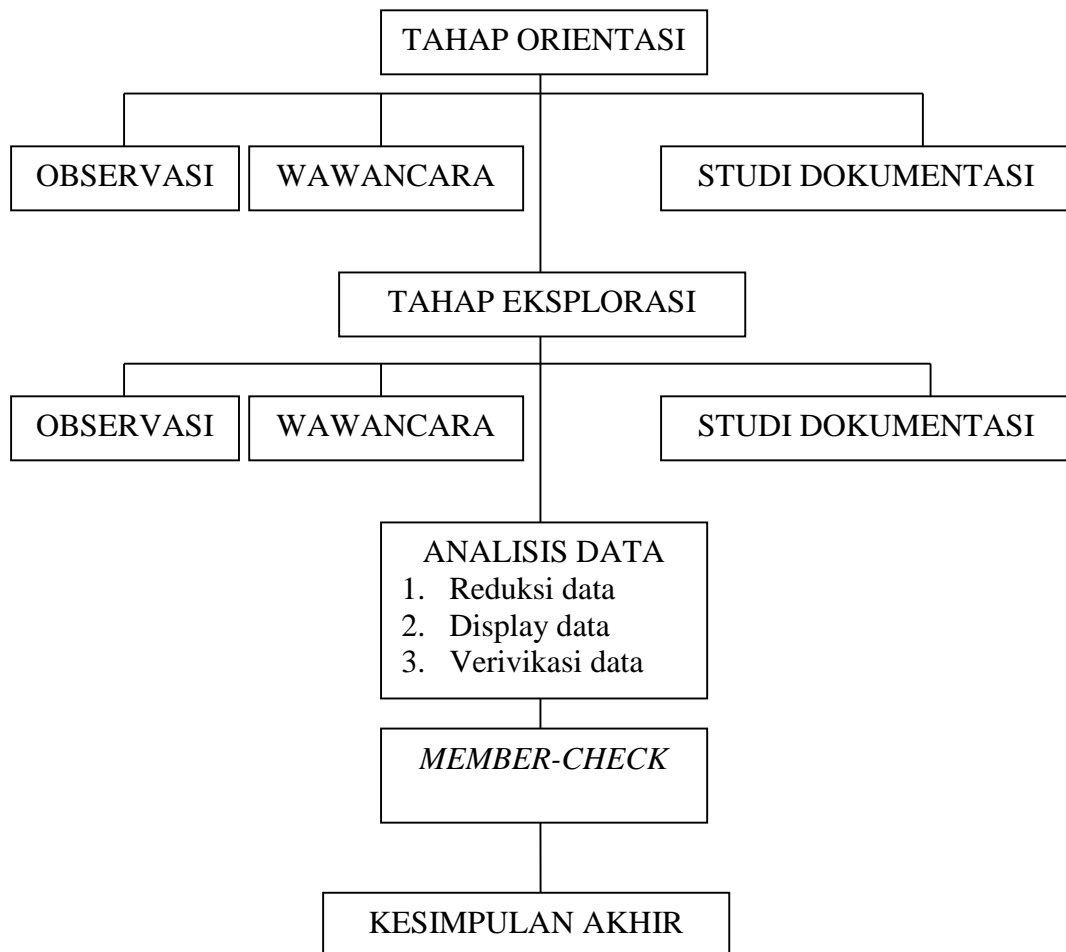 TAHAP ORIENTASI
OBSERVASI
WAWANCARA
STUDI DOKUMENTASI
TAHAP EKSPLORASI
OBSERVASI
WAWANCARA
STUDI DOKUMENTASI
ANALISIS DATA
1. Reduksi data
2. Display data
3. Verivikasi data
MEMBER-CHECK
KESIMPULAN AKHIR